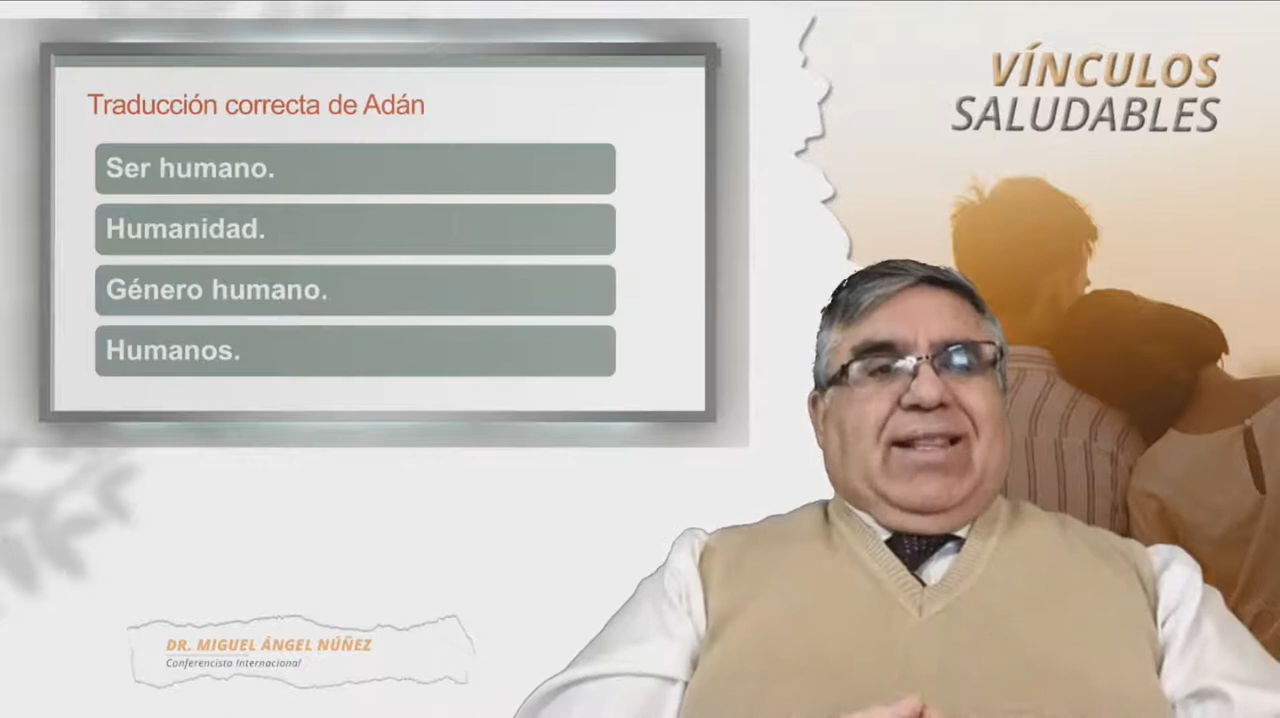 Traducción correcta de Adán
Ser humano.
Humanidad.
Género humano.
Humanos.
VÍNCULOS
SALUDABLES
DR. MIGUEL ÁNGEL NÚÑEZ
Conferencista Internacional